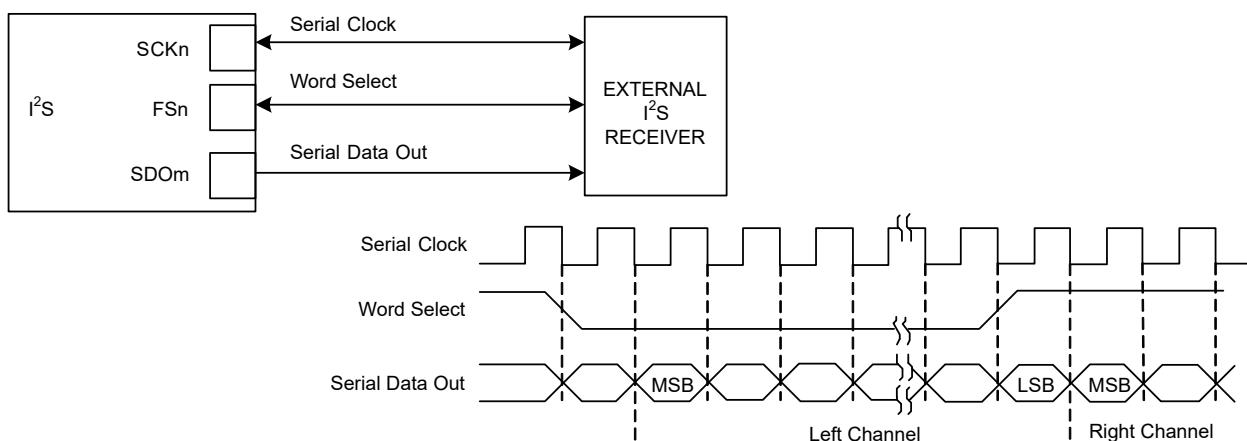 SCKn
FSn
SDOm
I²S
Serial Clock
Word Select
Serial Data Out
EXTERNAL
I²S
RECEIVER
Serial Clock
Word Select
Serial Data Out
MSB
LSB
MSB
Left Channel
Right Channel